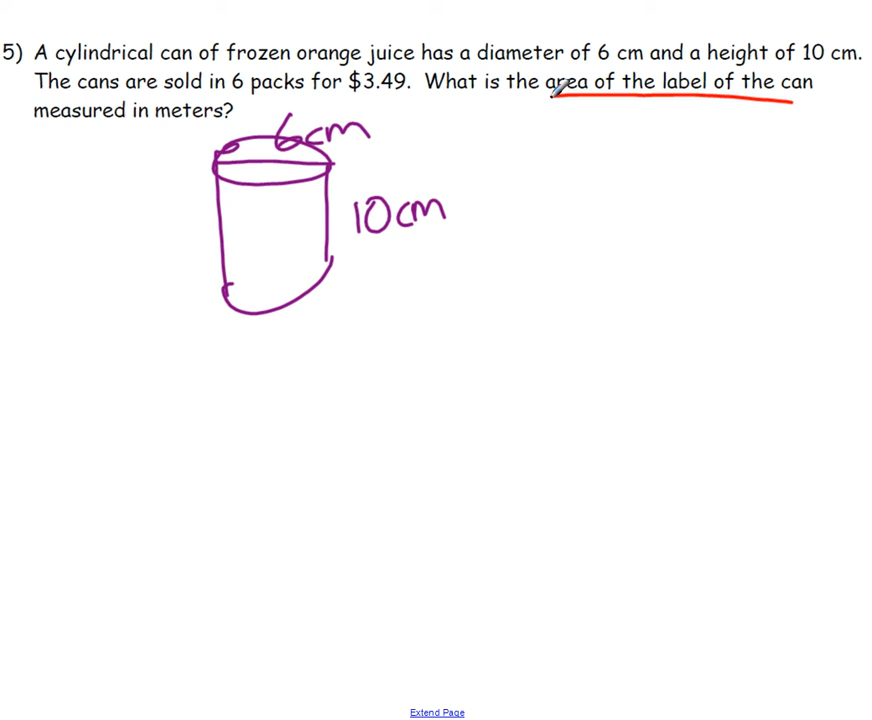 5) A cylindrical can of frozen orange juice has a diameter of 6 cm and a height of 10 cm.
The cans are sold in 6 packs for $3.49. What is the area of the label of the can
measured in meters?
6cm
10cm
Extend Page